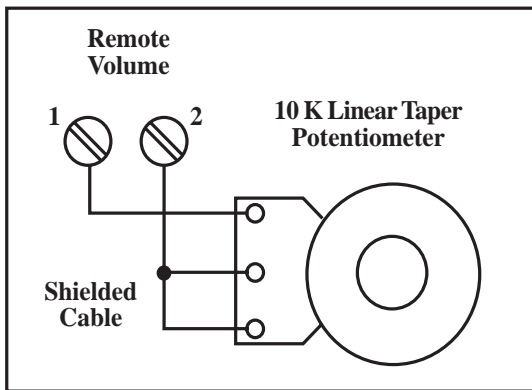 Remote
Volume
1
2
10 K Linear Taper
Potentiometer
Shielded
Cable